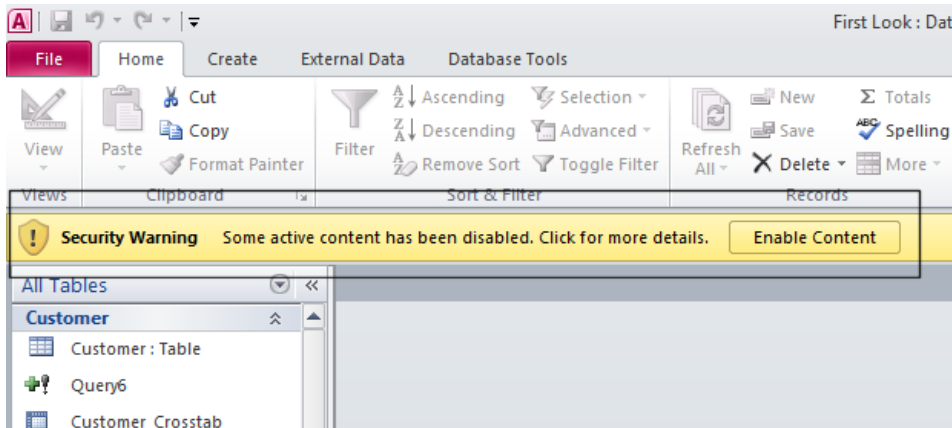 A
First Look : Dat
File Home Create External Data Database Tools
Cut
Copy
Format Painter
View
Paste
Clipboard
Views
Filter
Ascending
Descending
Remove Sort
Selection
Advanced
Toggle Filter
Sort & Filter
Refresh
All
New
Save
Delete
Totals
Spelling
More
Records
! Security Warning Some active content has been disabled. Click for more details. Enable Content
All Tables
Customer
Customer : Table
Query6
Customer_Crosstab